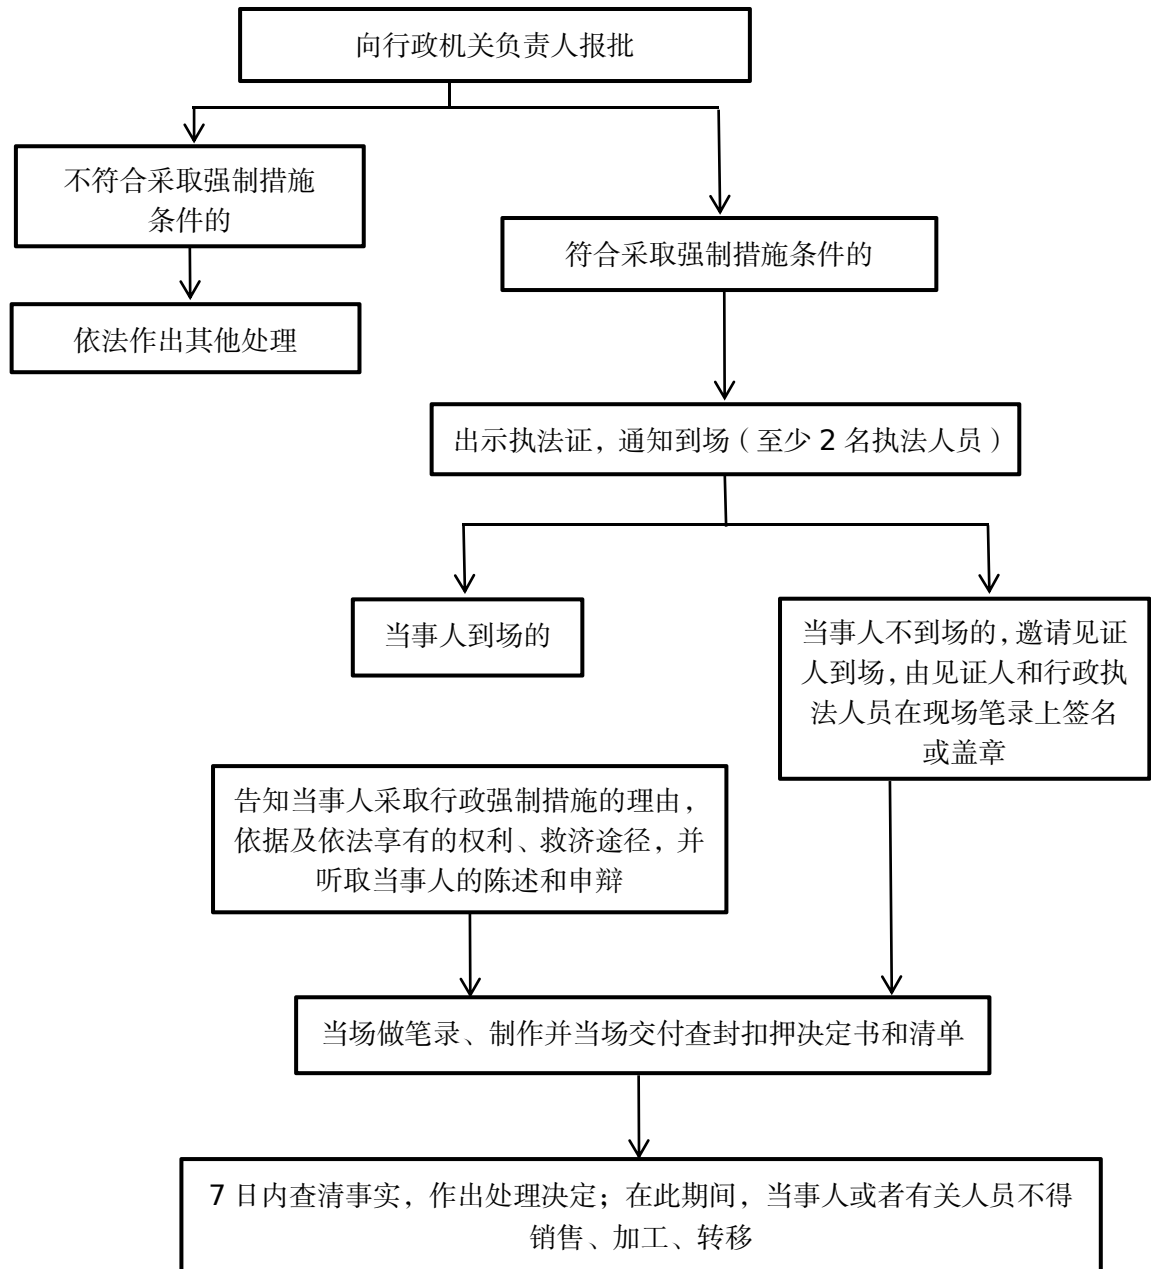 向行政机关负责人报批
不符合采取强制措施
条件的
符合采取强制措施条件的
依法作出其他处理
出示执法证，通知到场（至少 2 名执法人员）
当事人到场的
当事人不到场的，邀请见证
人到场，由见证人和行政执
法人员在现场笔录上签名
或盖章
告知当事人采取行政强制措施的理由，
依据及依法享有的权利、救济途径，并
听取当事人的陈述和申辩
当场做笔录、制作并当场交付查封扣押决定书和清单
7 日内查清事实，作出处理决定；在此期间，当事人或者有关人员不得
销售、加工、转移